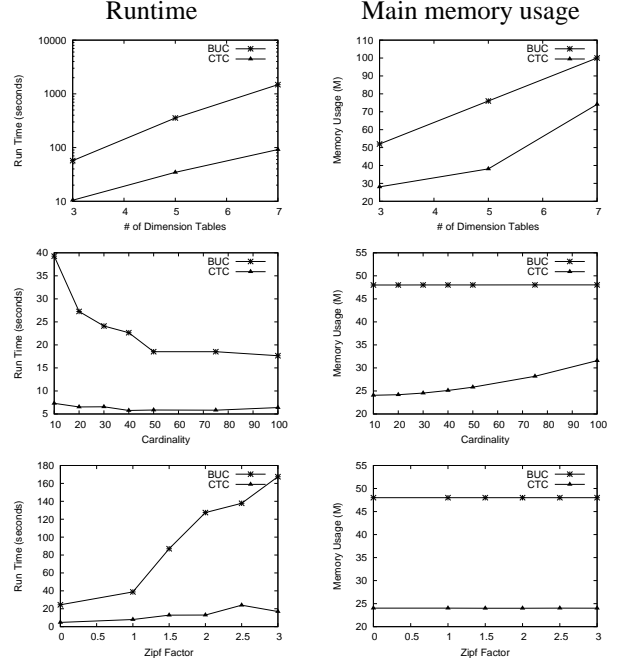 Runtime
Main memory usage
10000
1000
100
10
Run Time (seconds)
BUC
CTC
3
4
5
6
7
# of Dimension Tables
110
100
90
80
70
60
50
40
30
20
Memory Usage (M)
BUC
CTC
3
4
5
6
7
# of Dimension Tables
40
35
30
25
20
15
10
5
Run Time (seconds)
BUC
CTC
10 20 30 40 50 60 70 80 90 100
Cardinality
55
50
45
40
35
30
25
20
Memory Usage (M)
BUC
CTC
10 20 30 40 50 60 70 80 90 100
Cardinality
180
160
140
120
100
80
60
40
20
0
Run Time (seconds)
BUC
CTC
0 0.5 1 1.5 2 2.5 3
Zipf Factor
55
50
45
40
35
30
25
20
Memory Usage (M)
BUC
CTC
0 0.5 1 1.5 2 2.5 3
Zipf Factor